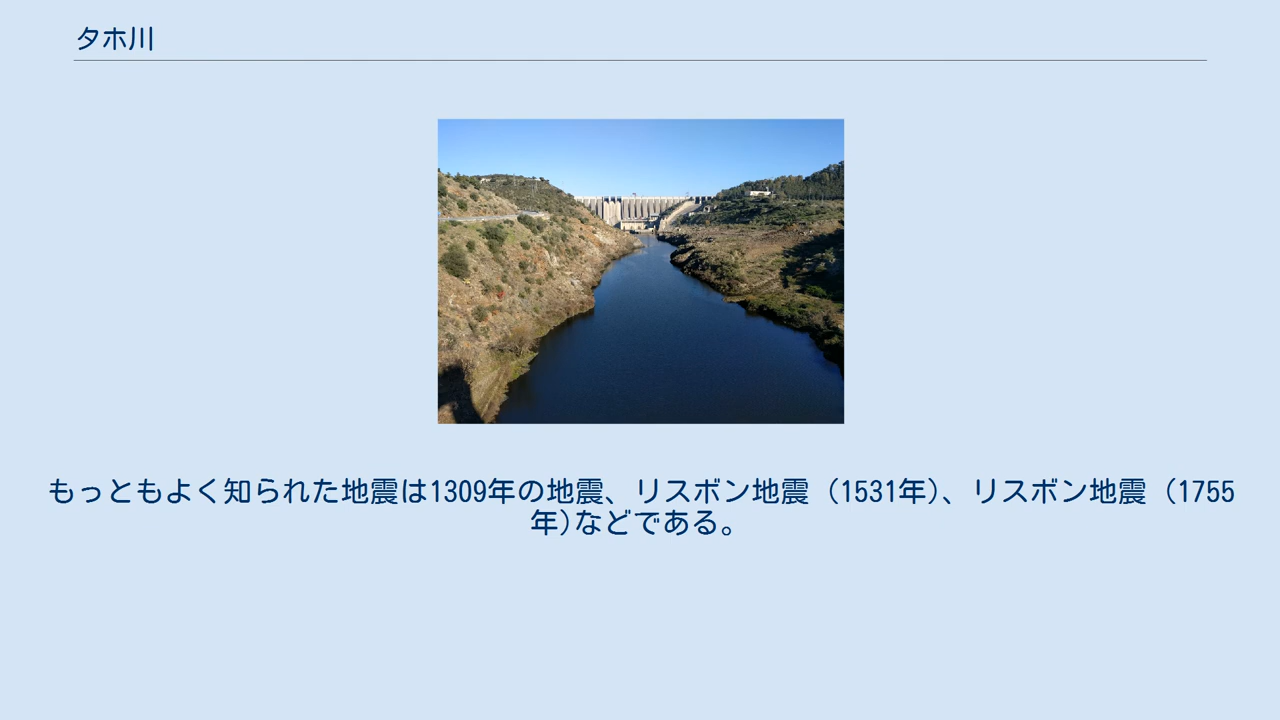 タホ川
もっともよく知られた地震は1309年の地震、リスボン地震 (1531年)、リスボン地震 (1755
年)などである。